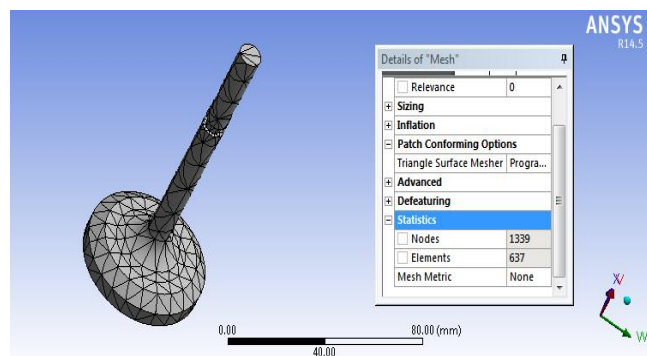 ANSYS
R14.5
Details of "Mesh"
Relevance 0
Sizing
Inflation
Patch Conforming Options
Triangle Surface Mesher Progra...
Advanced
Defeaturing
Statistics
Nodes 1339
Elements 637
Mesh Metric None
0.00 80.00 (mm)
40.00